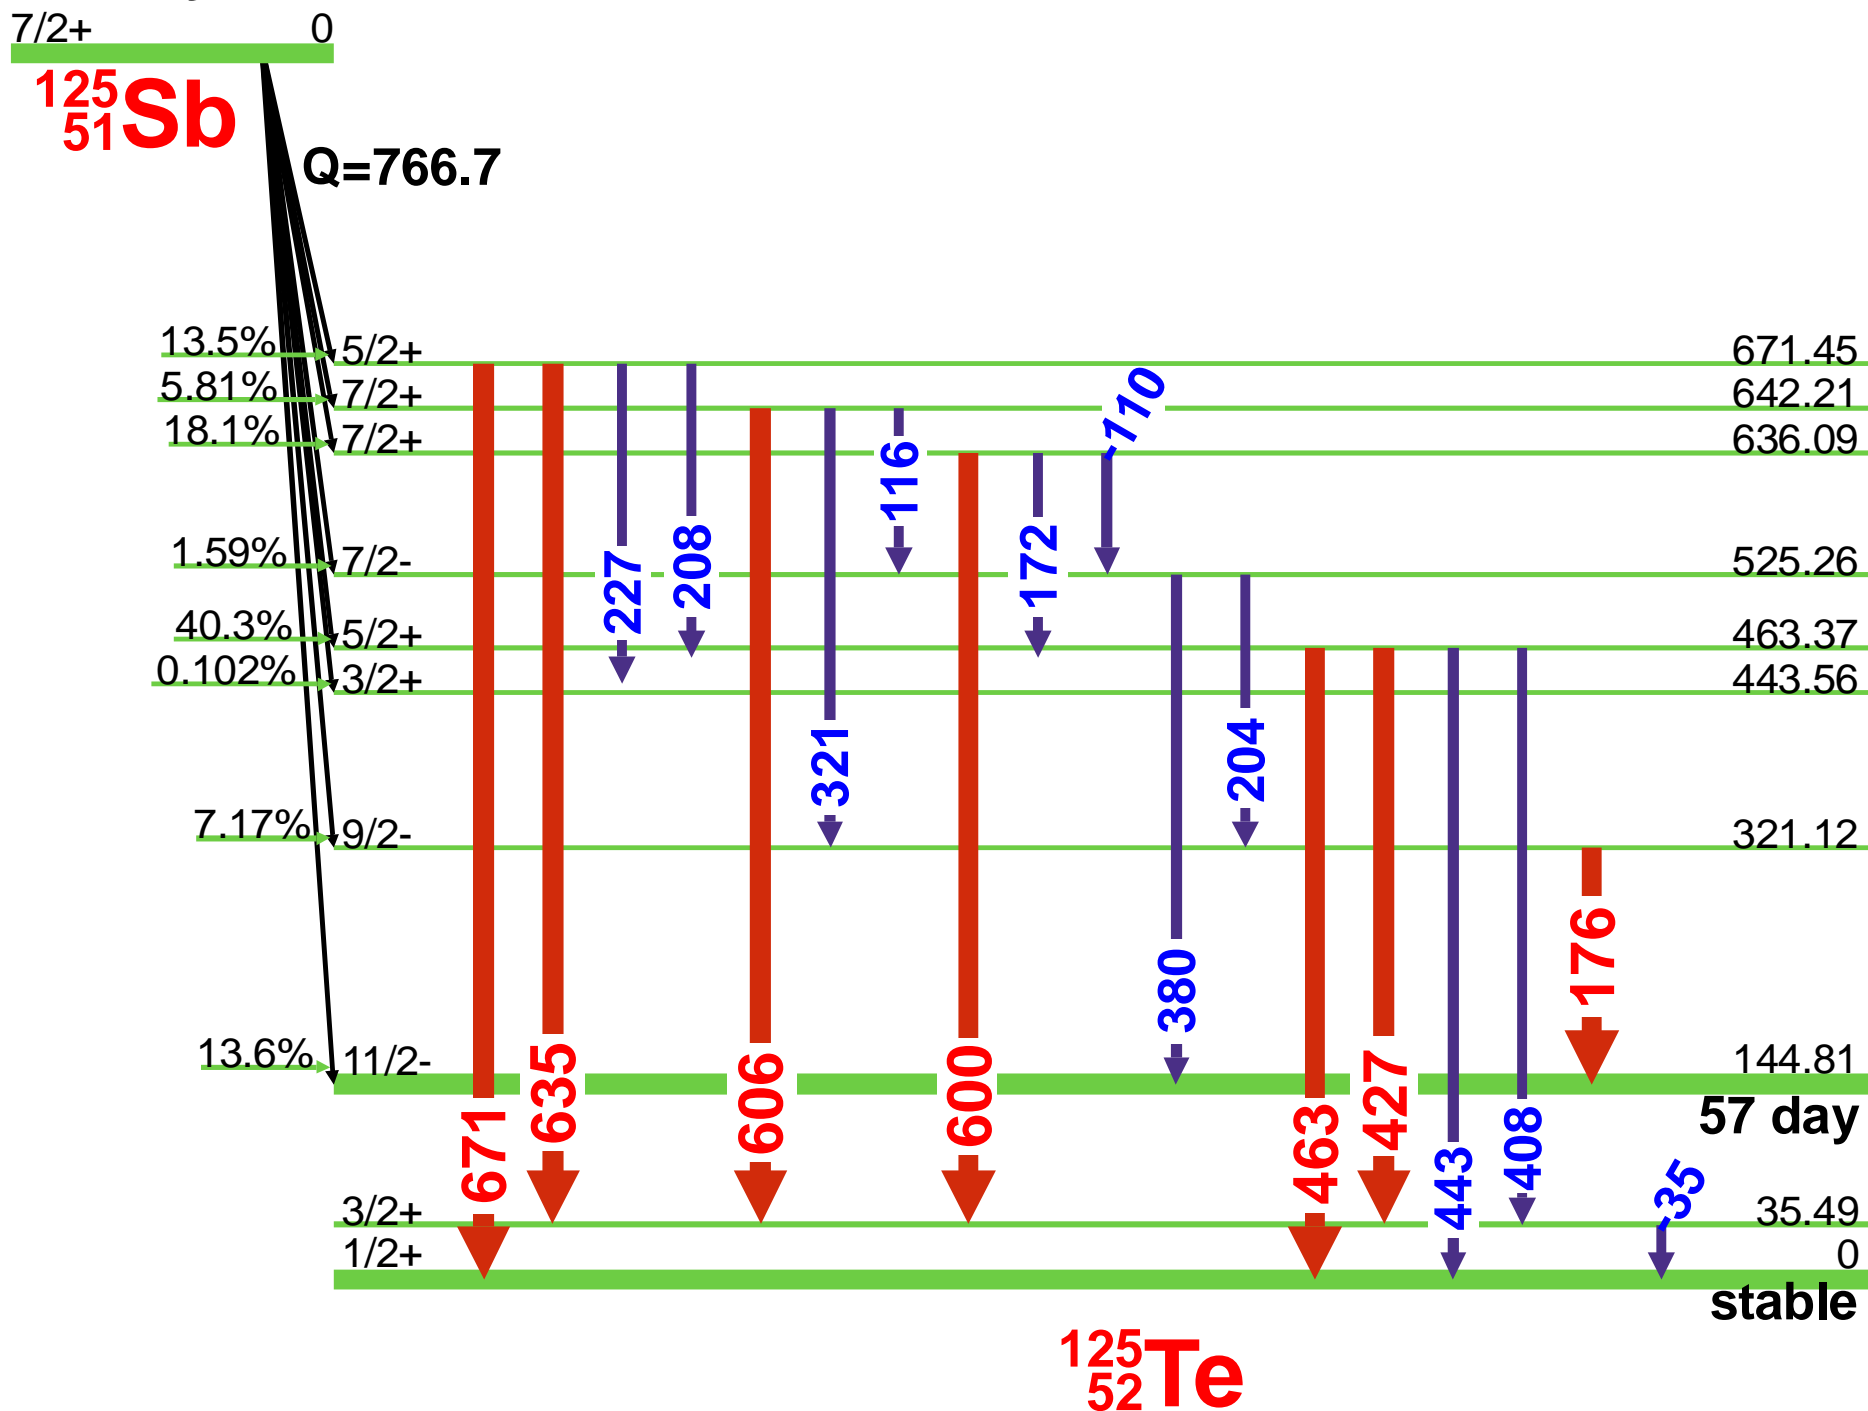 7/2+ 0
125
51Sb
Q=766.7
13.5% 5/2+ 671.45
5.81% 7/2+ 642.21
18.1% 7/2+ 636.09
1.59% 7/2- 525.26
40.3% 5/2+ 463.37
0.102% 3/2+ 443.56
7.17% 9/2- 321.12
13.6% 11/2- 144.81
57 day
3/2+ 35.49
1/2+ 0
stable
671
635
227
208
606
321
116
600
172
110
380
204
463
427
443
408
176
35
125
52Te